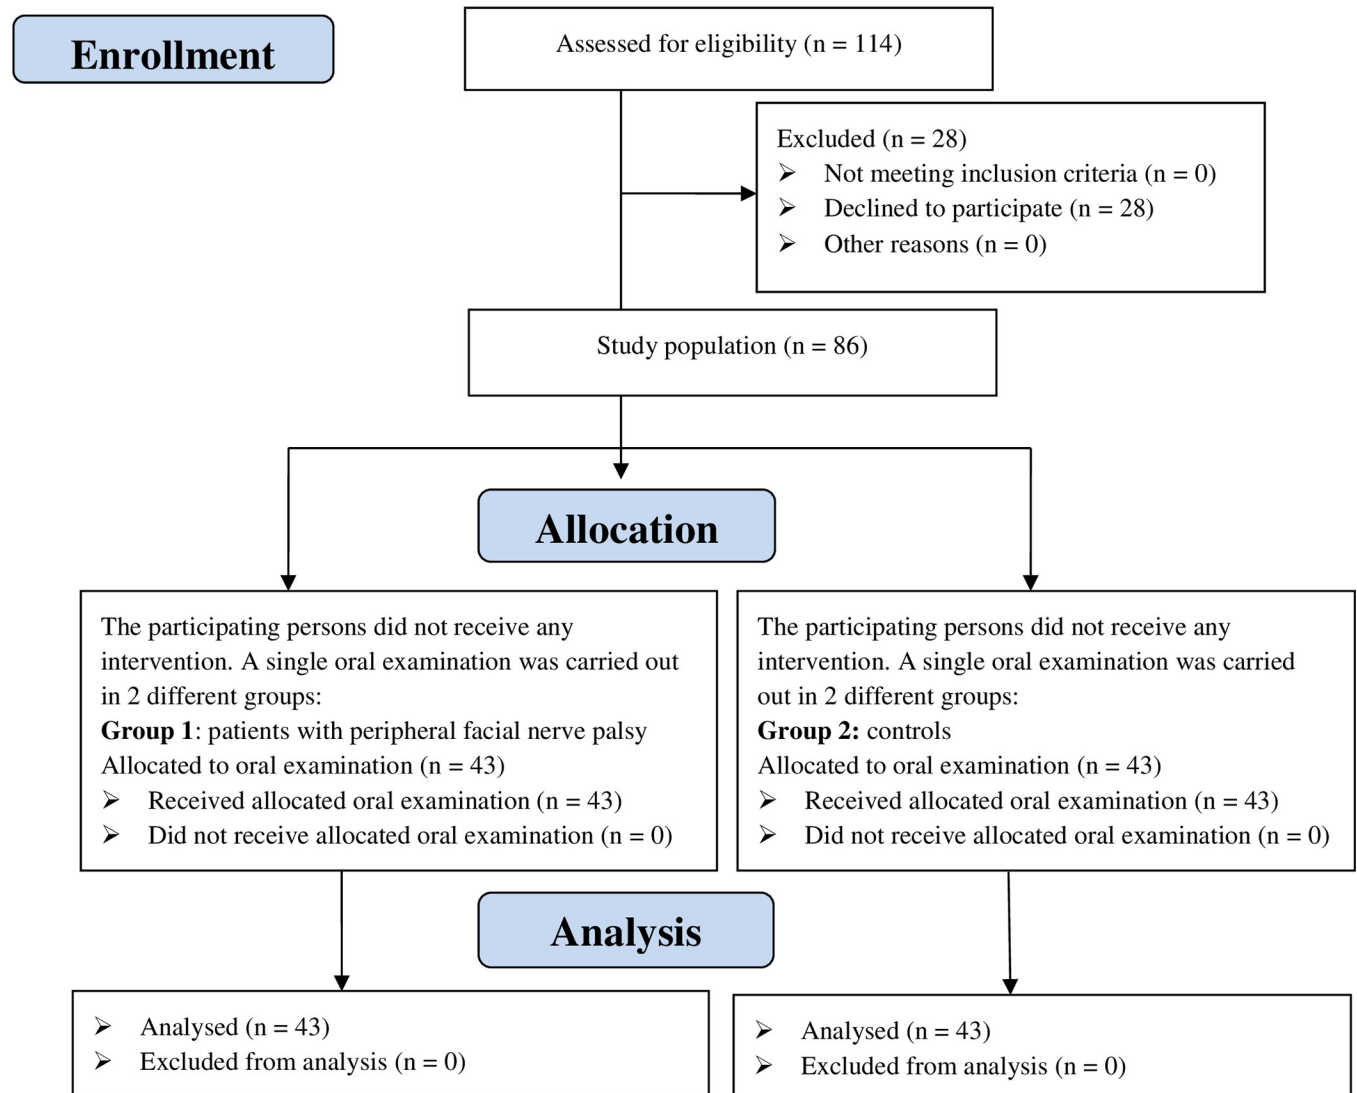 Enrollment
Assessed for eligibility (n = 114)
Excluded (n = 28)
➢ Not meeting inclusion criteria (n = 0)
➢ Declined to participate (n = 28)
➢ Other reasons (n = 0)
Study population (n = 86)
Allocation
The participating persons did not receive any
intervention. A single oral examination was carried out
in 2 different groups:
Group 1: patients with peripheral facial nerve palsy
Allocated to oral examination (n = 43)
➢ Received allocated oral examination (n = 43)
➢ Did not receive allocated oral examination (n = 0)
The participating persons did not receive any
intervention. A single oral examination was carried
out in 2 different groups:
Group 2: controls
Allocated to oral examination (n = 43)
➢ Received allocated oral examination (n = 43)
➢ Did not receive allocated oral examination (n = 0)
Analysis
➢ Analysed (n = 43)
➢ Excluded from analysis (n = 0)
➢ Analysed (n = 43)
➢ Excluded from analysis (n = 0)